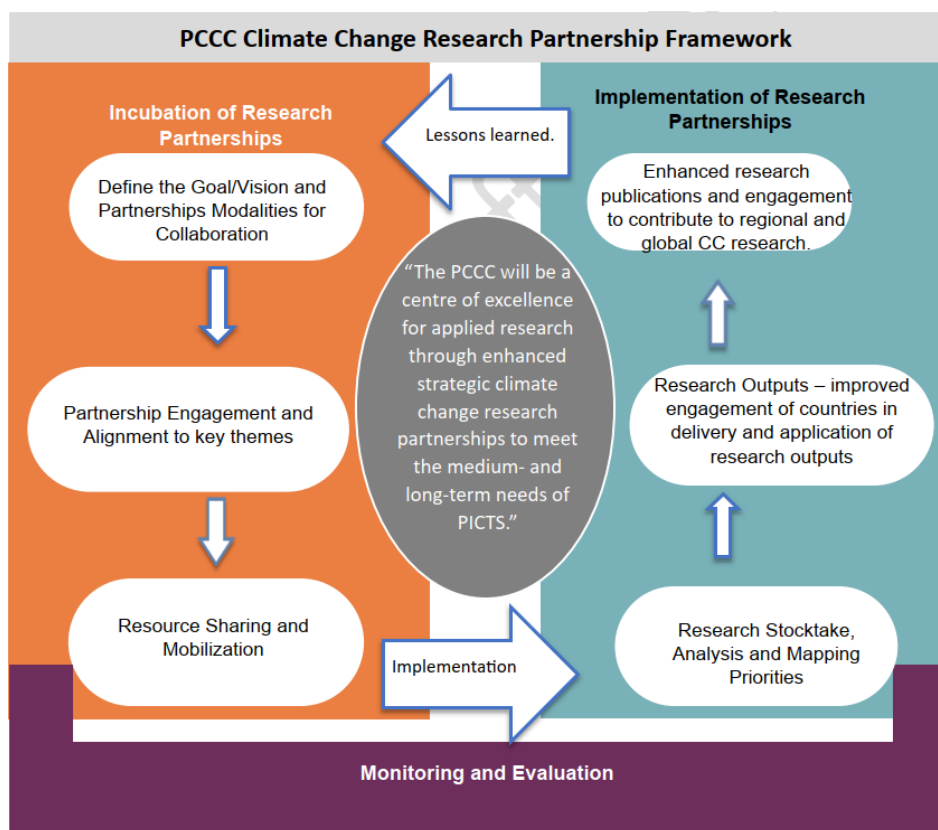 PCCC Climate Change Research Partnership Framework
Incubation of Research
Partnerships
Define the Goal/Vision and
Partnerships Modalities for
Collaboration
Partnership Engagement and
Alignment to key themes
Resource Sharing and
Mobilization
Lessons learned.
“The PCCC will be a
centre of excellence
for applied research
through enhanced
strategic climate
change research
partnerships to meet
the medium- and
long-term needs of
PICTS.”
Implementation
Implementation of Research
Partnerships
Enhanced research
publications and engagement
to contribute to regional and
global CC research.
Research Outputs – improved
engagement of countries in
delivery and application of
research outputs
Research Stocktake,
Analysis and Mapping
Priorities
Monitoring and Evaluation